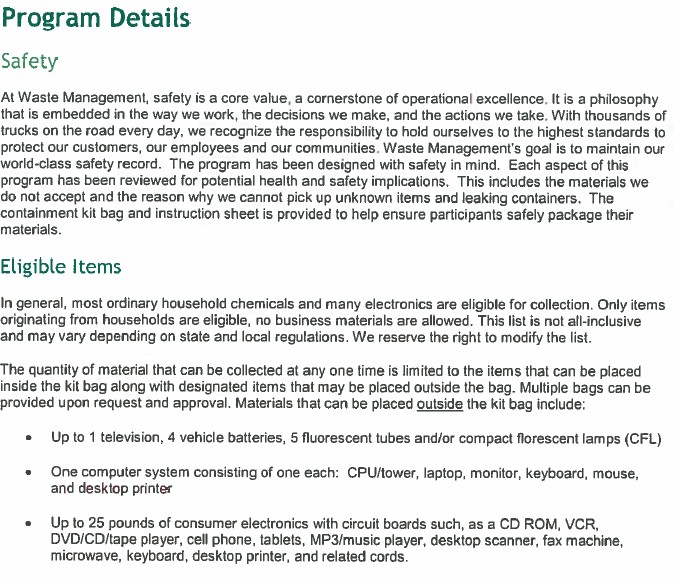 Program Details
Safety
At Waste Management, safety is a core value, a cornerstone of operational excellence. It is a philosophy
that is embedded in the way we work, the decisions we make, and the actions we take. With thousands of
trucks on the road every day, we recognize the responsibility to hold ourselves to the highest standards to
protect our customers, our employees and our communities. Waste Management's goal is to maintain our
world-class safety record.  The program has been designed with safety in mind.  Each aspect of this
program has been reviewed for potential health and safety implications.  This includes the materials we
do not accept and the reason why we cannot pick up unknown items and leaking containers.  The
containment kit bag and instruction sheet is provided to help ensure participants safely package their
materials.
Eligible Items
In general, most ordinary household chemicals and many electronics are eligible for collection. Only items
originating from households are eligible, no business materials are allowed. This list is not all-inclusive
and may vary depending on state and local regulations. We reserve the right to modify the list.
The quantity of material that can be collected at any one time is limited to the items that can be placed
inside the kit bag along with designated items that may be placed outside the bag. Multiple bags can be
provided upon request and approval. Materials that can be placed outside the kit bag include:
• Up to 1 television, 4 vehicle batteries, 5 fluorescent tubes and/or compact florescent lamps (CFL)
• One computer system consisting of one each:  CPU/tower, laptop, monitor, keyboard, mouse,
and desktop printer
• Up to 25 pounds of consumer electronics with circuit boards such, as a CD ROM, VCR,
DVD/CD/tape player, cell phone, tablets, MP3/music player, desktop scanner, fax machine,
microwave, keyboard, desktop printer, and related cords.